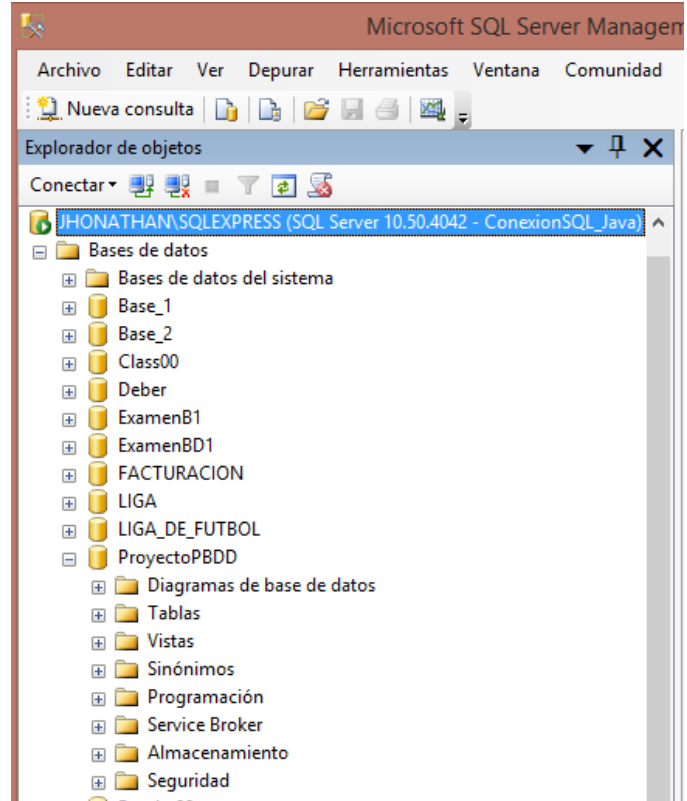 Microsoft SQL Server Managem
Archivo Editar Ver Depurar Herramientas Ventana Comunidad
Nueva consulta
Explorador de objetos
Conectar
JHONATHAN\SQLEXPRESS (SQL Server 10.50.4042 - ConexionSQL_Java)
Bases de datos
Bases de datos del sistema
Base_1
Base_2
Class00
Deber
ExamenB1
ExamenBD1
FACTURACION
LIGA
LIGA_DE_FUTBOL
ProyectoPBDD
Diagramas de base de datos
Tablas
Vistas
Sinónimos
Programación
Service Broker
Almacenamiento
Seguridad